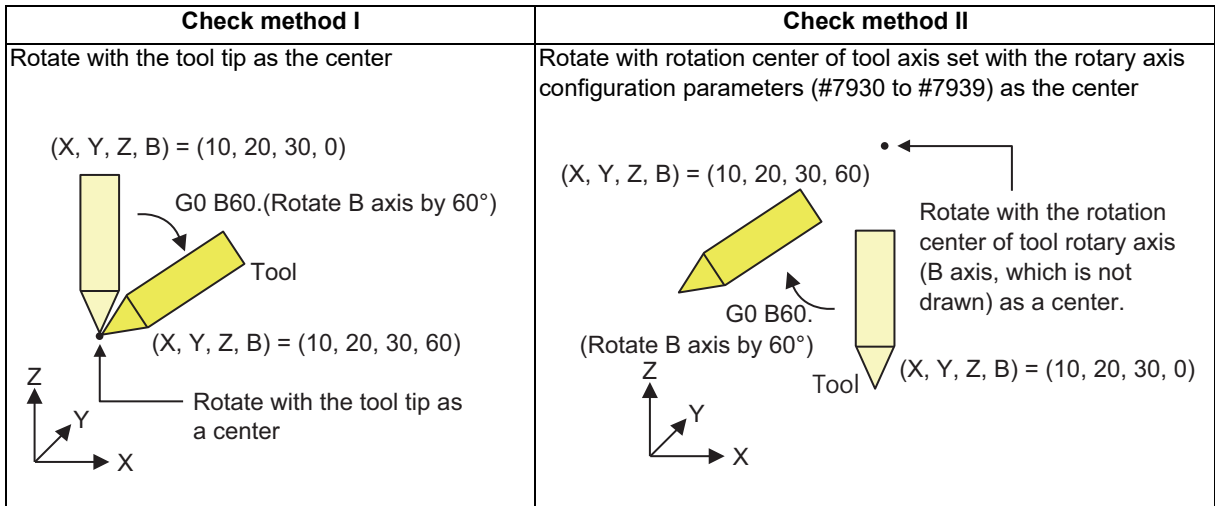 Check method I
Check method II
Rotate with the tool tip as the center
(X, Y, Z, B) = (10, 20, 30, 0)
G0 B60.(Rotate B axis by 60°)
Tool
(X, Y, Z, B) = (10, 20, 30, 60)
Rotate with the tool tip as
a center
Z
Y
X
Rotate with rotation center of tool axis set with the rotary axis
configuration parameters (#7930 to #7939) as the center
(X, Y, Z, B) = (10, 20, 30, 60)
Rotate with the rotation
center of tool rotary axis
(B axis, which is not
drawn) as a center.
G0 B60.
(Rotate B axis by 60°)
Tool
(X, Y, Z, B) = (10, 20, 30, 0)
Z
Y
X